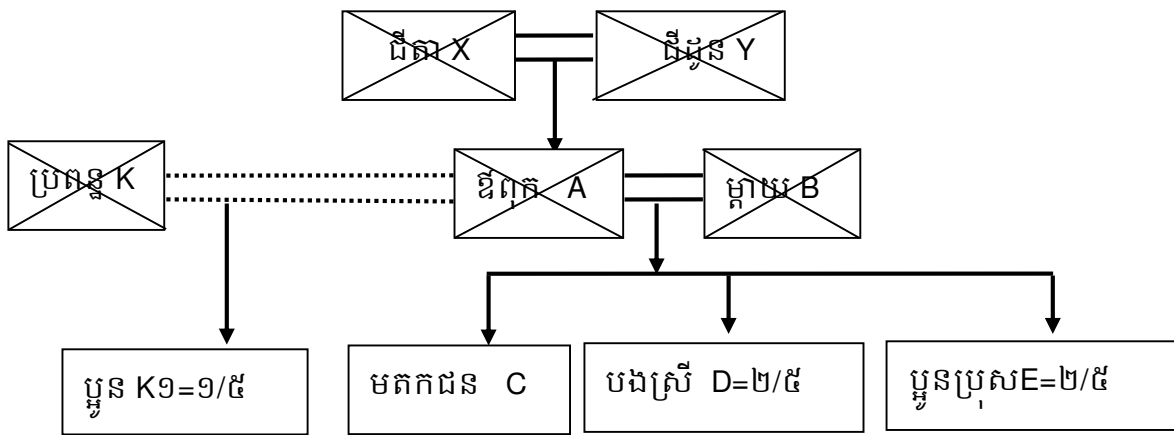 ជីតា X
ជីដូន Y
ប្រពន្ធ K
ឪពុក A
ម្តាយ B
ប្អូន K១=១/៥
មតកជន C
បងស្រី D=២/៥
ប្អូនប្រុសE=២/៥